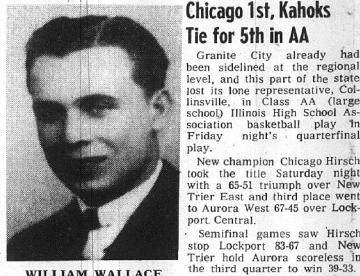 Chicago 1st, Kahoks
Tie for 5th in AA
Granite City already had
been sidelined at the regional
level, and this part of the state
lost its lone representative, Col-
linsville, in Class AA (large
school) Illinois High School As-
sociation basketball play in
Friday night's quarterfinal
play.
New champion Chicago Hirsch
took the title Saturday night
with a 65-51 triumph over New
Trier East and third place went
to Aurora West 67-45 over Lock-
port Central.
Semifinal games saw Hirsch
stop Lockport 83-67 and New
Trier hold Aurora scoreless in
the third quarter to win 39-33.
WILLIAM WALLACE